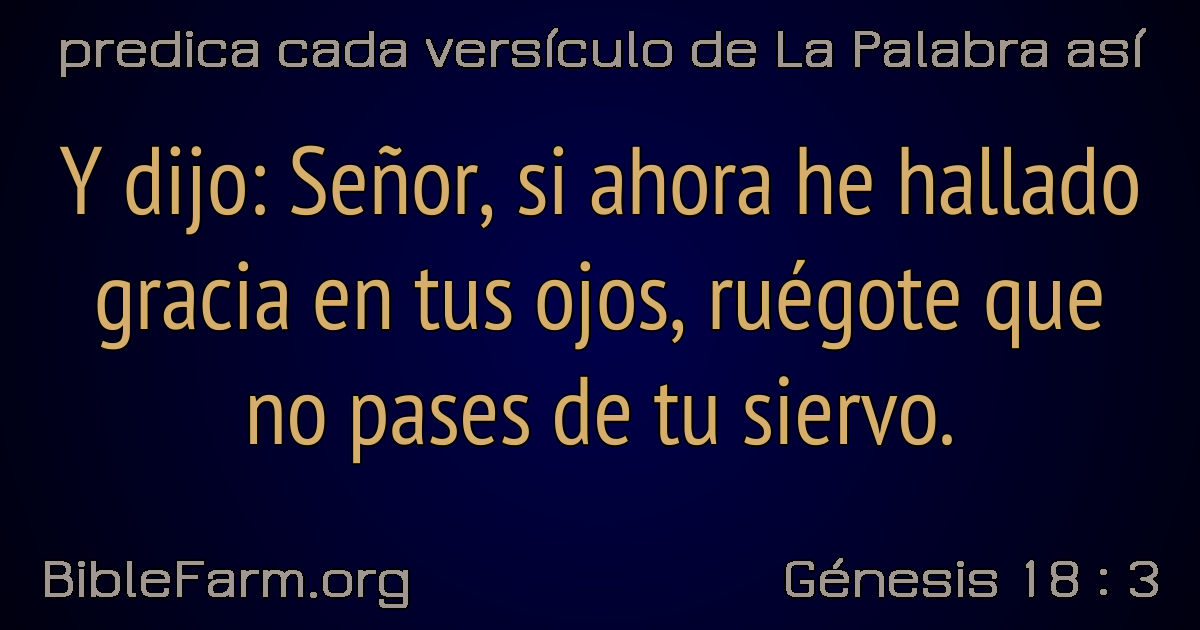 predica cada versículo de La Palabra así
Y dijo: Señor, si ahora he hallado
gracia en tus ojos, ruégote que
no pases de tu siervo.
BibleFarm.org
Génesis 18 : 3